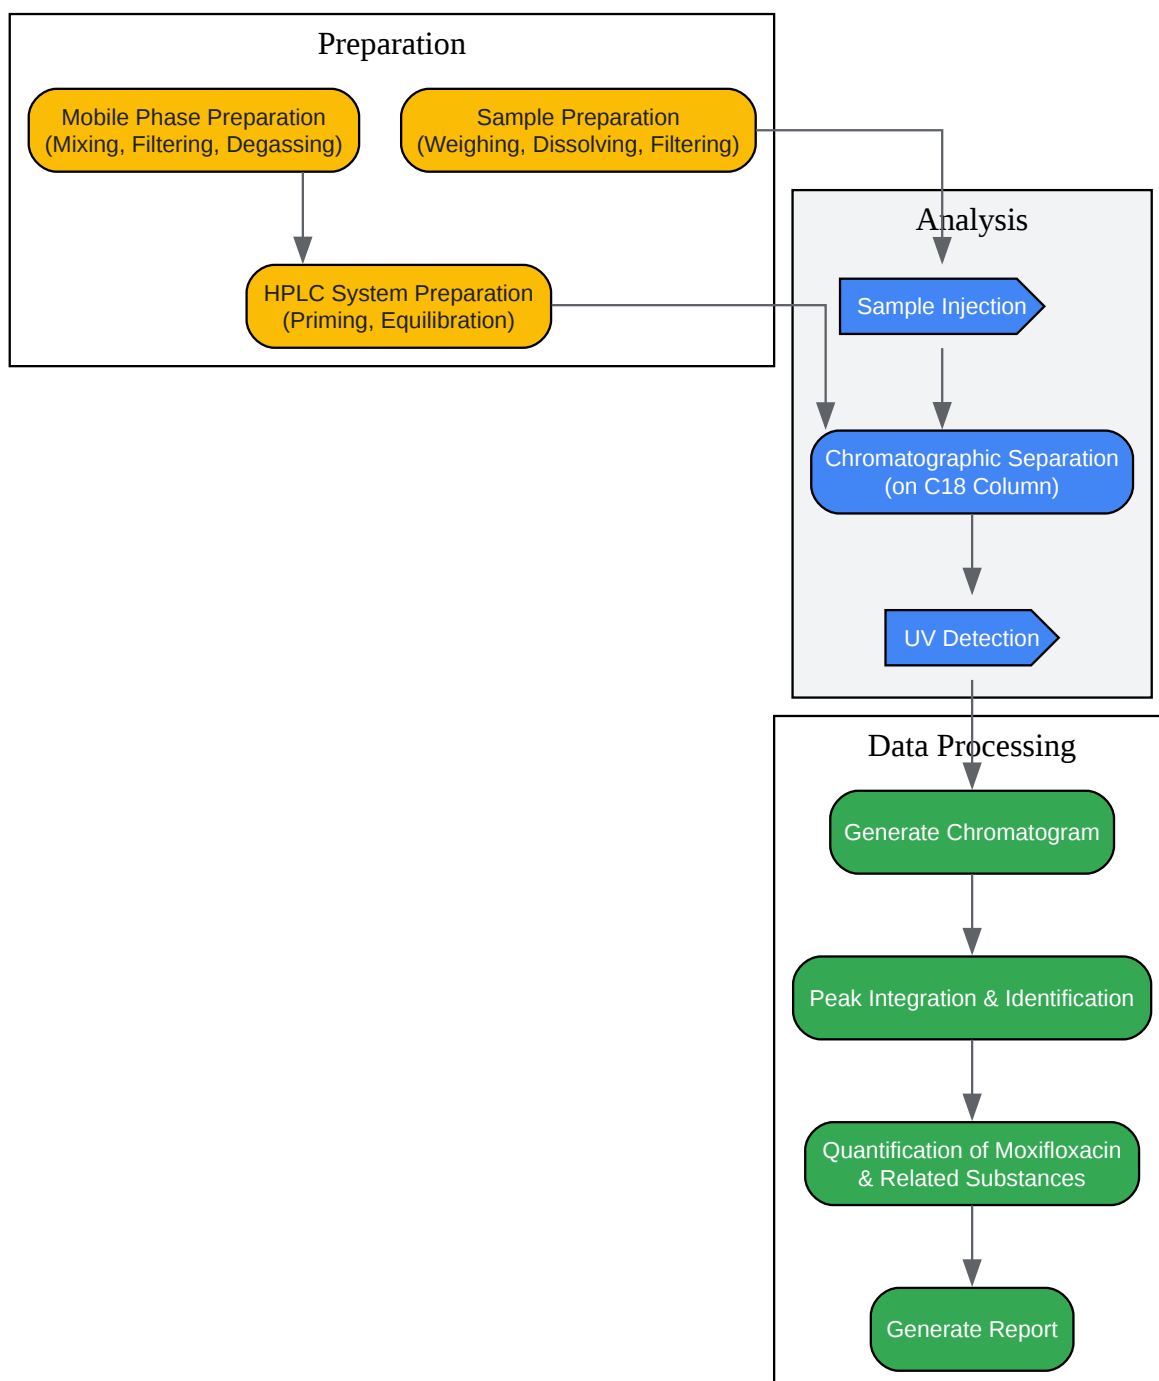 Preparation
Mobile Phase Preparation
(Mixing, Filtering, Degassing)
Sample Preparation
(Weighing, Dissolving, Filtering)
HPLC System Preparation
(Priming, Equilibration)
Analysis
Sample Injection
Chromatographic Separation
(on C18 Column)
UV Detection
Data Processing
Generate Chromatogram
Peak Integration & Identification
Quantification of Moxifloxacin
& Related Substances
Generate Report